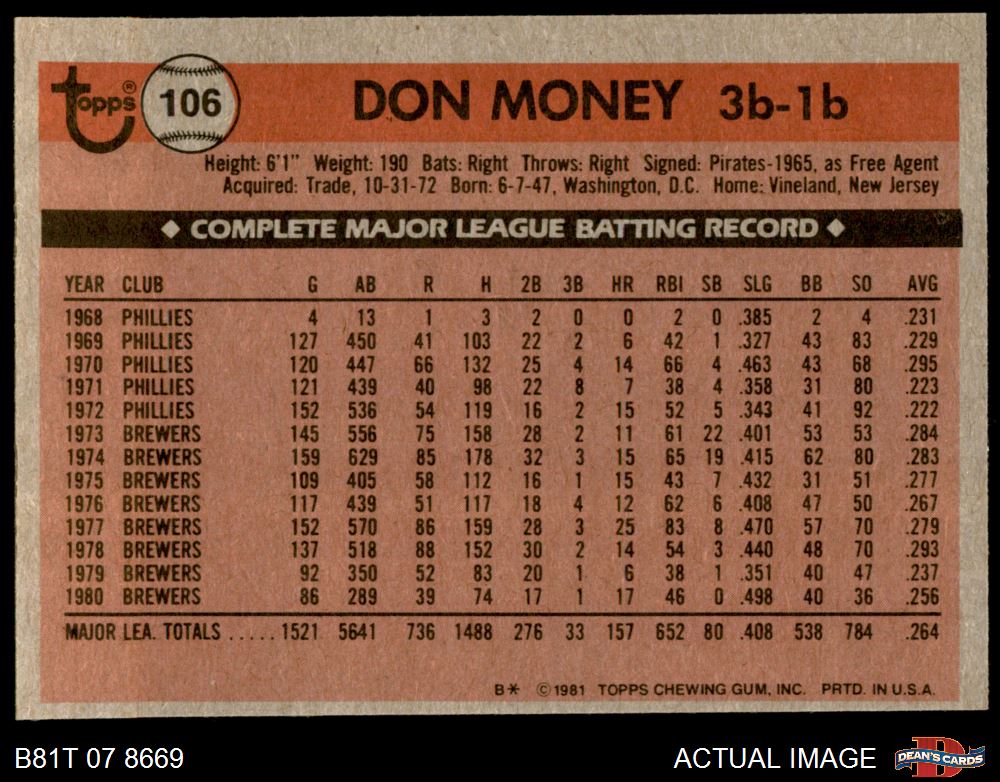 topps® 106 DON MONEY 3b-1b
Height: 6'1" Weight: 190 Bats: Right Throws: Right Signed: Pirates-1965, as Free Agent
Acquired: Trade, 10-31-72 Born: 6-7-47, Washington, D.C. Home: Vineland, New Jersey
◆ COMPLETE MAJOR LEAGUE BATTING RECORD ◆
YEAR CLUB G AB R H 2B 3B HR RBI SB SLG BB SO AVG
1968 PHILLIES 4 13 1 3 2 0 0 2 0 .385 2 4 .231
1969 PHILLIES 127 450 41 103 22 2 6 42 1 .327 43 83 .229
1970 PHILLIES 120 447 66 132 25 4 14 66 4 .463 43 68 .295
1971 PHILLIES 121 439 40 98 22 8 7 38 4 .358 31 80 .223
1972 PHILLIES 152 536 54 119 16 2 15 52 5 .343 41 92 .222
1973 BREWERS 145 556 75 158 28 2 11 61 22 .401 53 53 .284
1974 BREWERS 159 629 85 178 32 3 15 65 19 .415 62 80 .283
1975 BREWERS 109 405 58 112 16 1 15 43 7 .432 31 51 .277
1976 BREWERS 117 439 51 117 18 4 12 62 6 .408 47 50 .267
1977 BREWERS 152 570 86 159 28 3 25 83 8 .470 57 70 .279
1978 BREWERS 137 518 88 152 30 2 14 54 3 .440 48 70 .293
1979 BREWERS 92 350 52 83 20 1 6 38 1 .351 40 47 .237
1980 BREWERS 86 289 39 74 17 1 17 46 0 .498 40 36 .256
MAJOR LEA. TOTALS .....1521 5641 736 1488 276 33 157 652 80 .408 538 784 .264
B* ©1981 TOPPS CHEWING GUM, INC. PRTD. IN U.S.A.
B81T 07 8669 ACTUAL IMAGE D DEAN'S CARDS